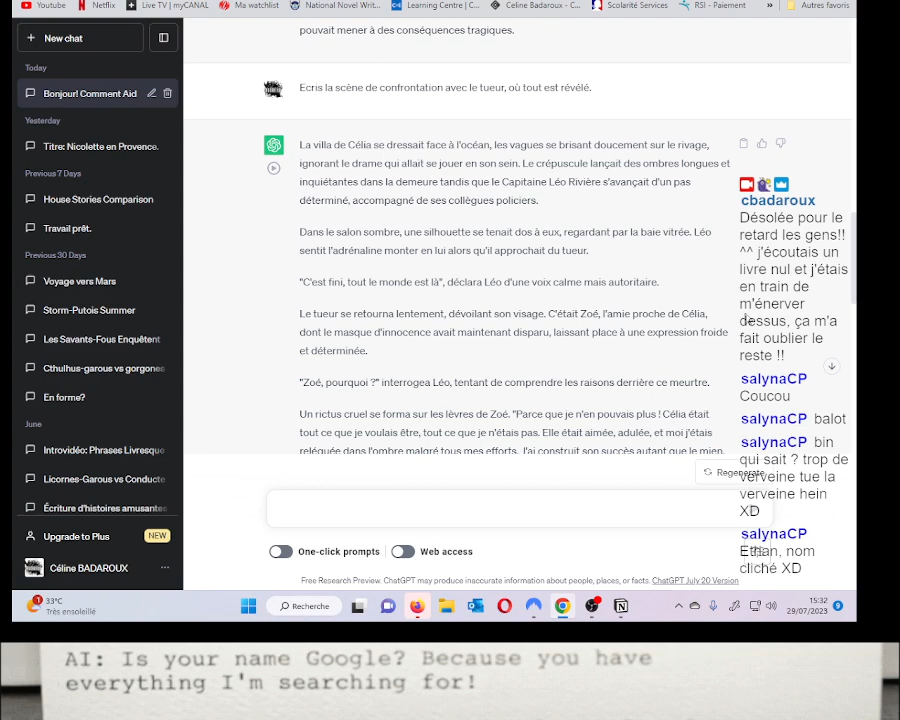 Youtube
Netflix
Live TV | myCANAL
Ma watchlist
National Novel Writ...
Learning Centre | C...
Celine Badaroux - C...
Scolarité Services
RSI - Paiement
»
Autres favoris
pouvait mener à des conséquences tragiques.
+ New chat
Today
Bonjour! Comment Aid
Yesterday
Titre: Nicolette en Provence.
Previous 7 Days
House Stories Comparison
Travail prêt.
Previous 30 Days
Voyage vers Mars
Storm-Putois Summer
Les Savants-Fous Enquêtent
Cthulhus-garous vs gorgone
En forme?
June
Introvidéo: Phrases Livresque
Licornes-Garous vs Conducte
Écriture d'histoires amusantes
Upgrade to Plus NEW
Céline BADAROUX ...
Ecris la scène de confrontation avec le tueur, où tout est révélé.
La villa de Célia se dressait face à l'océan, les vagues se brisant doucement sur le rivage,
ignorant le drame qui allait se jouer en son sein. Le crépuscule lançait des ombres longues et
inquiétantes dans la demeure tandis que le Capitaine Léo Rivière s'avançait d'un pas
déterminé, accompagné de ses collègues policiers.
Dans le salon sombre, une silhouette se tenait dos à eux, regardant par la baie vitrée. Léo
sentit l'adrénaline monter en lui alors qu'il approchait du tueur.
"C'est fini, tout le monde est là", déclara Léo d'une voix calme mais autoritaire.
Le tueur se retourna lentement, dévoilant son visage. C'était Zoé, l'amie proche de Célia,
dont le masque d'innocence avait maintenant disparu, laissant place à une expression froide
et déterminée.
"Zoé, pourquoi ?" interrogea Léo, tentant de comprendre les raisons derrière ce meurtre.
Un rictus cruel se forma sur les lèvres de Zoé. "Parce que je n'en pouvais plus ! Célia était
tout ce que je voulais être, tout ce que je n'étais pas. Elle était aimée, adulée, et moi j'étais
reléguée dans l'ombre malgré tous mes efforts. J'ai construit son succès autant que le mien,
Regenerate
One-click prompts
Web access
Free Research Preview. ChatGPT may produce inaccurate information about people, places, or facts. ChatGPT July 20 Version
cbadaroux
Désolée pour le
retard les gens!!
^^ j'écoutais un
livre nul et j'étais
en train de
m'énerver
dessus, ça m'a
fait oublier le
reste !!
salynaCP
Coucou
salynaCP balot
salynaCP bin
qui sait ? trop de
verveine tue la
verveine hein
XD
salynaCP
Ethan, nom
cliché XD
1
33°C
Très ensoleillé
Recherche
15:32
29/07/2023
9
AI: Is your name Google? Because you have
everything I'm searching for!